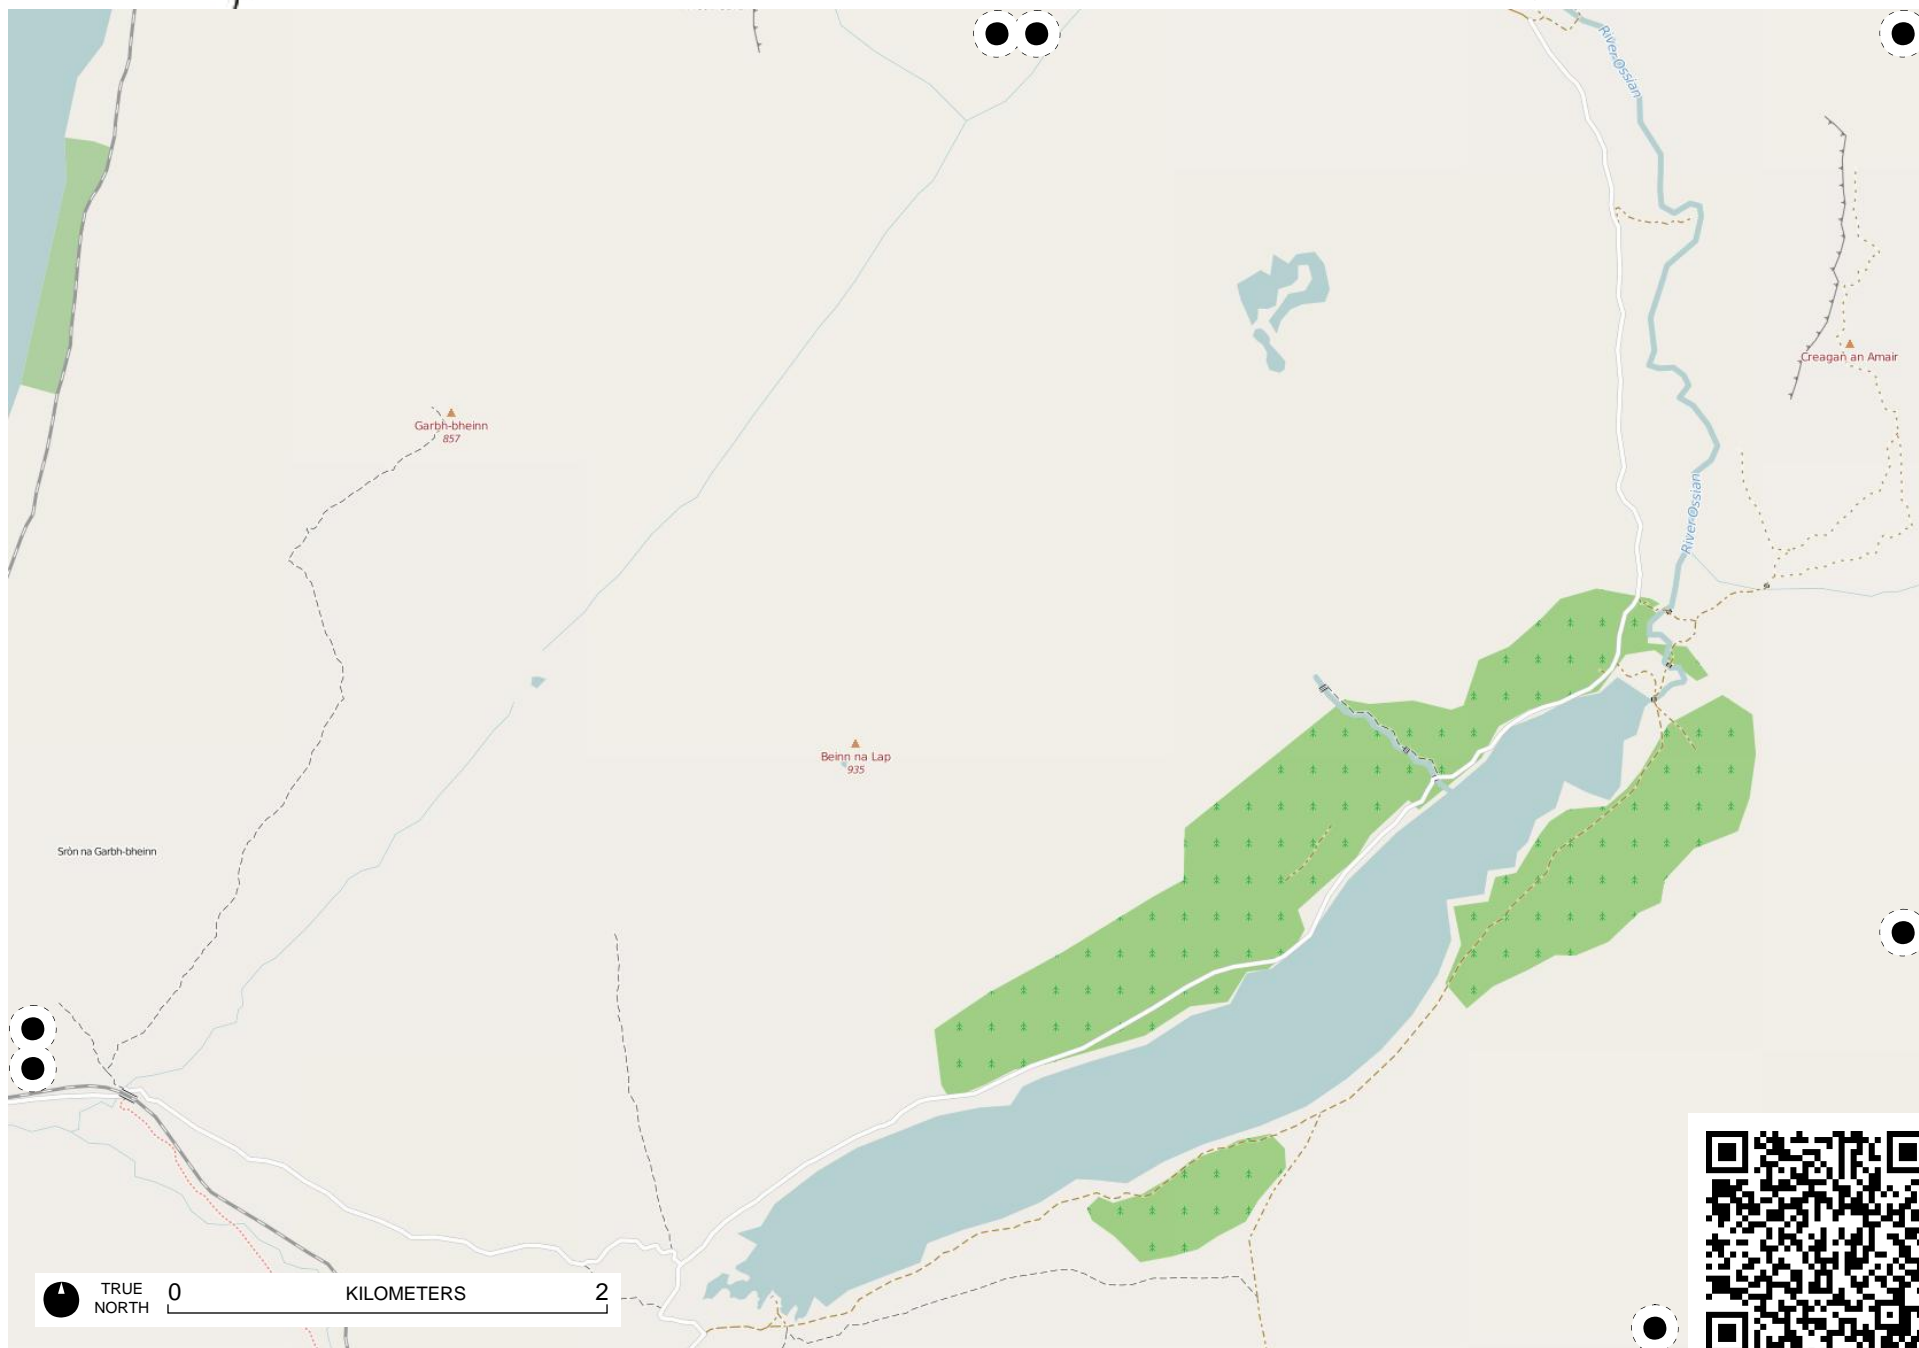 River Ossian
Creagan an Amair
Garbh-bheinn
857
River Ossian
Beinn na Lap
935
Sròn na Garbh-bheinn
TRUE
NORTH
0 KILOMETERS 2